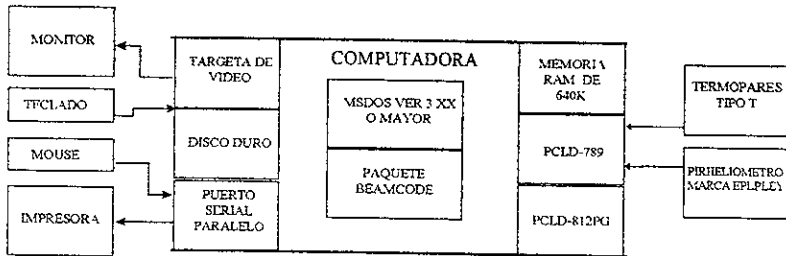 MONITOR
TECLADO
MOUSE
IMPRESORA
TARGETA DE
VIDEO
DISCO DURO
PUERTO
SERIAL
PARALELO
COMPUTADORA
MSDOS VER 3 XX
O MAYOR
PAQUETE
BEAMCODE
MEMORIA
RAM DE
640K
PCLD-789
PCLD-812PG
TERMOPARES
TIPO T
PIRHELIOMETRO
MARCA EPLPLEY